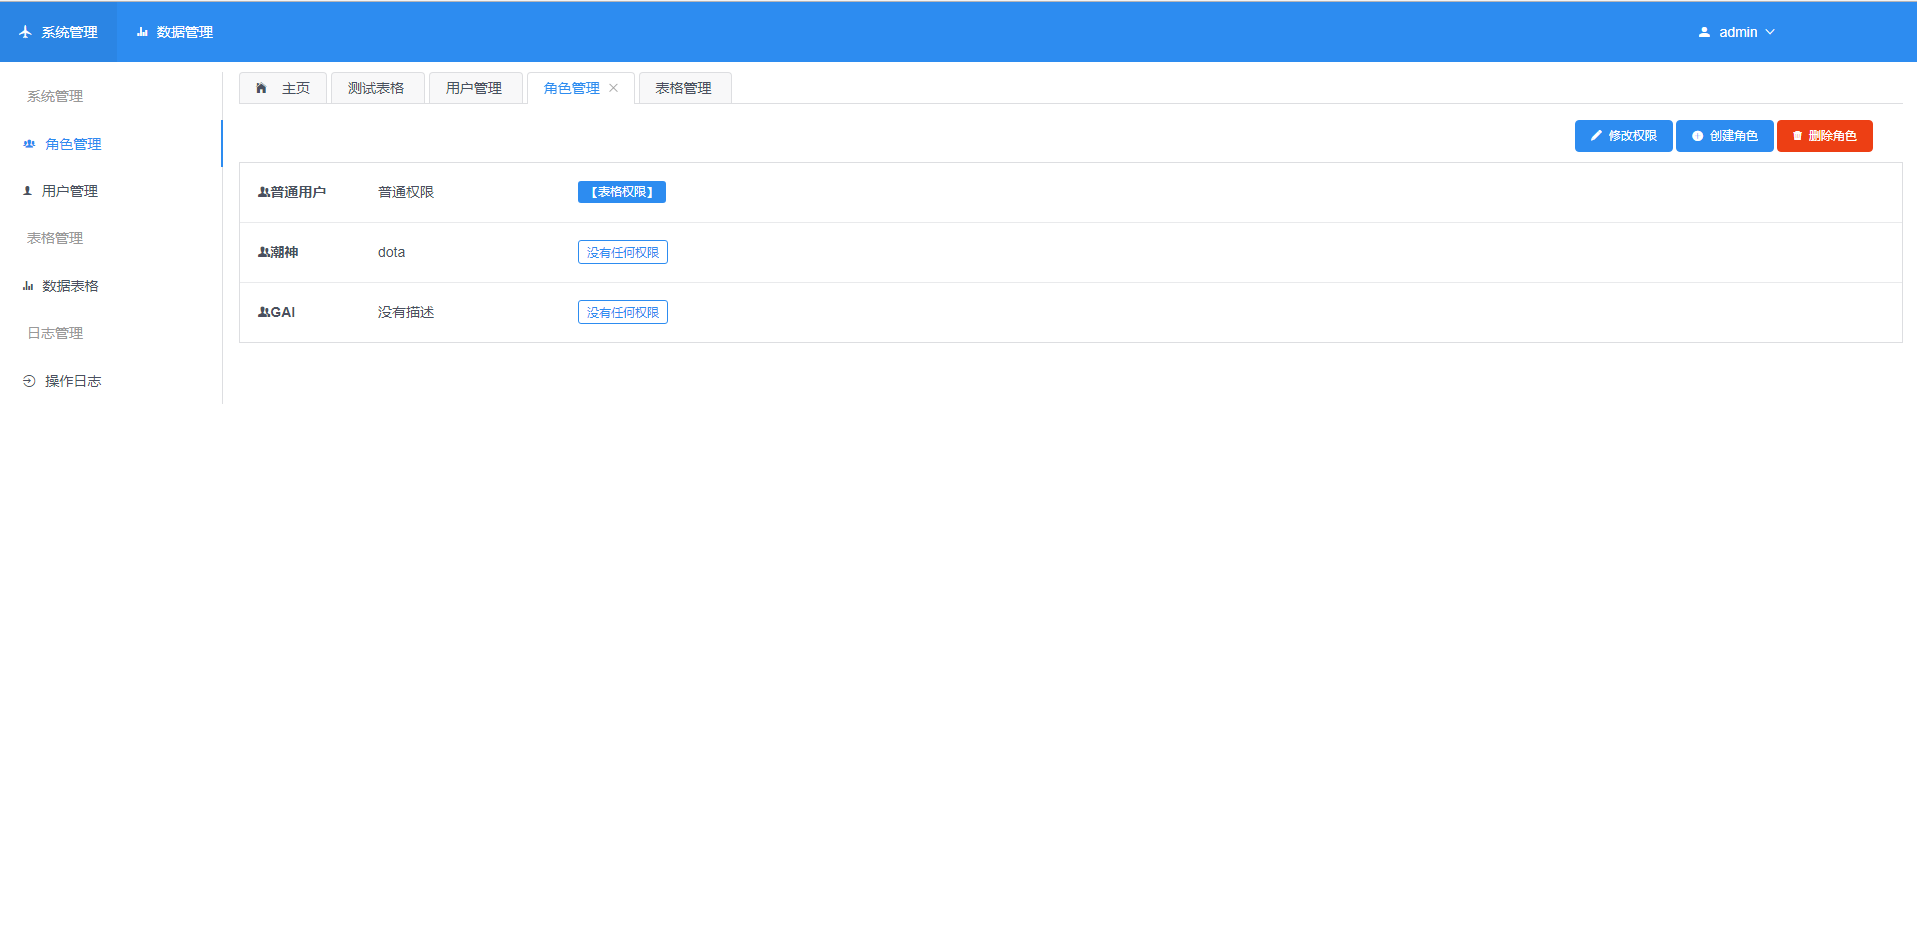 系统管理 数据管理 admin
系统管理
角色管理
用户管理
表格管理
数据表格
日志管理
操作日志
主页 测试表格 用户管理 角色管理 表格管理
修改权限 创建角色 删除角色
普通用户 普通权限 【表格权限】
潮神 dota 没有任何权限
GAI 没有描述 没有任何权限